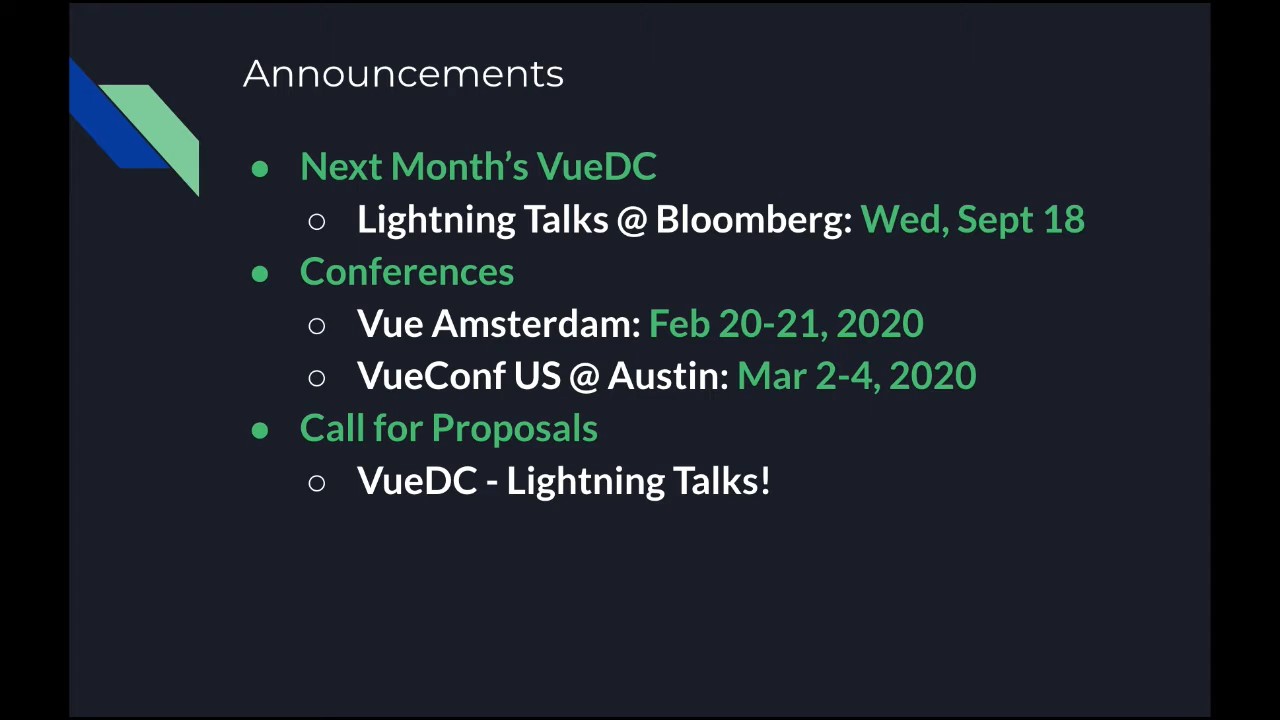 Announcements
● Next Month’s VueDC
○ Lightning Talks @ Bloomberg: Wed, Sept 18
● Conferences
○ Vue Amsterdam: Feb 20-21, 2020
○ VueConf US @ Austin: Mar 2-4, 2020
● Call for Proposals
○ VueDC - Lightning Talks!